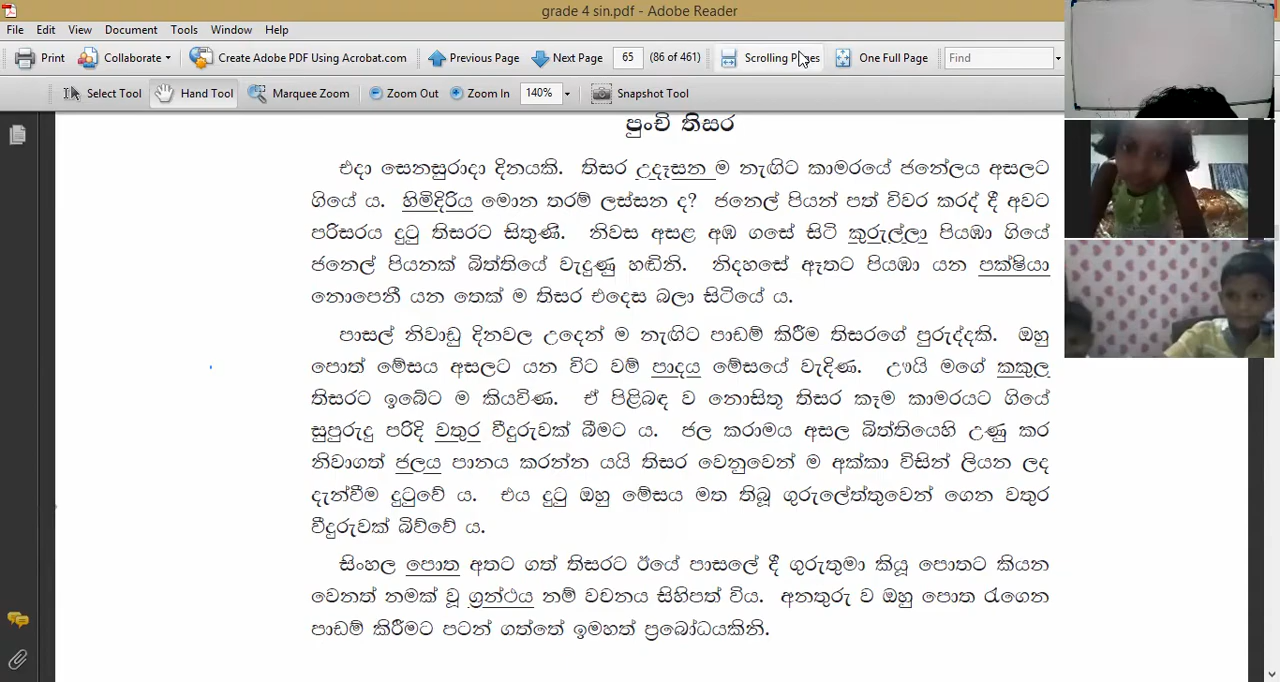 grade 4 sin.pdf - Adobe Reader
File Edit View Document Tools Window Help
Print Collaborate Create Adobe PDF Using Acrobat.com Previous Page Next Page 65 (86 of 461) Scrolling Pages One Full Page Find
Select Tool Hand Tool Marquee Zoom Zoom Out Zoom In 140% Snapshot Tool
පුංචි තිසර
එදා සෙනසුරාදා දිනයකි. තිසර උදෑසන ම නැඟිට කාමරයේ ජනේලය අසලට
ගියේ ය. හිමිදිරිය මොන තරම් ලස්සන ද? ජනෙල් පියන් පත් විවර කරද් දී අවට
පරිසරය දුටු තිසරට සිතුණි. නිවස අසළ අඹ ගසේ සිටි කුරුල්ලා පියඹා ගියේ
ජනෙල් පියනක් බිත්තියේ වැදුණු හඬිනි. නිදහසේ ඈතට පියඹා යන පක්ෂියා
නොපෙනී යන තෙක් ම තිසර එදෙස බලා සිටියේ ය.
පාසල් නිවාඩු දිනවල උදෙන් ම නැඟිට පාඩම් කිරීම තිසරගේ පුරුද්දකි. ඔහු
පොත් මේසය අසලට යන විට වම් පාදය මේසයේ වැදිණ. ඌයි මගේ කකුල
තිසරට ඉබේට ම කියවිණ. ඒ පිළිබඳ ව නොසිතූ තිසර කෑම කාමරයට ගියේ
සුපුරුදු පරිදි වතුර වීදුරුවක් බීමට ය. ජල කරාමය අසල බිත්තියෙහි උණු කර
නිවාගත් ජලය පානය කරන්න යයි තිසර වෙනුවෙන් ම අක්කා විසින් ලියන ලද
දැන්වීම දුටුවේ ය. එය දුටු ඔහු මේසය මත තිබූ ගුරුලේත්තුවෙන් ගෙන වතුර
වීදුරුවක් බිව්වේ ය.
සිංහල පොත අතට ගත් තිසරට ඊයේ පාසලේ දී ගුරුතුමා කියූ පොතට කියන
වෙනත් නමක් වූ ග්‍රන්ථය නම් වචනය සිහිපත් විය. අනතුරු ව ඔහු පොත රැගෙන
පාඩම් කිරීමට පටන් ගත්තේ ඉමහත් ප්‍රබෝධයකිනි.